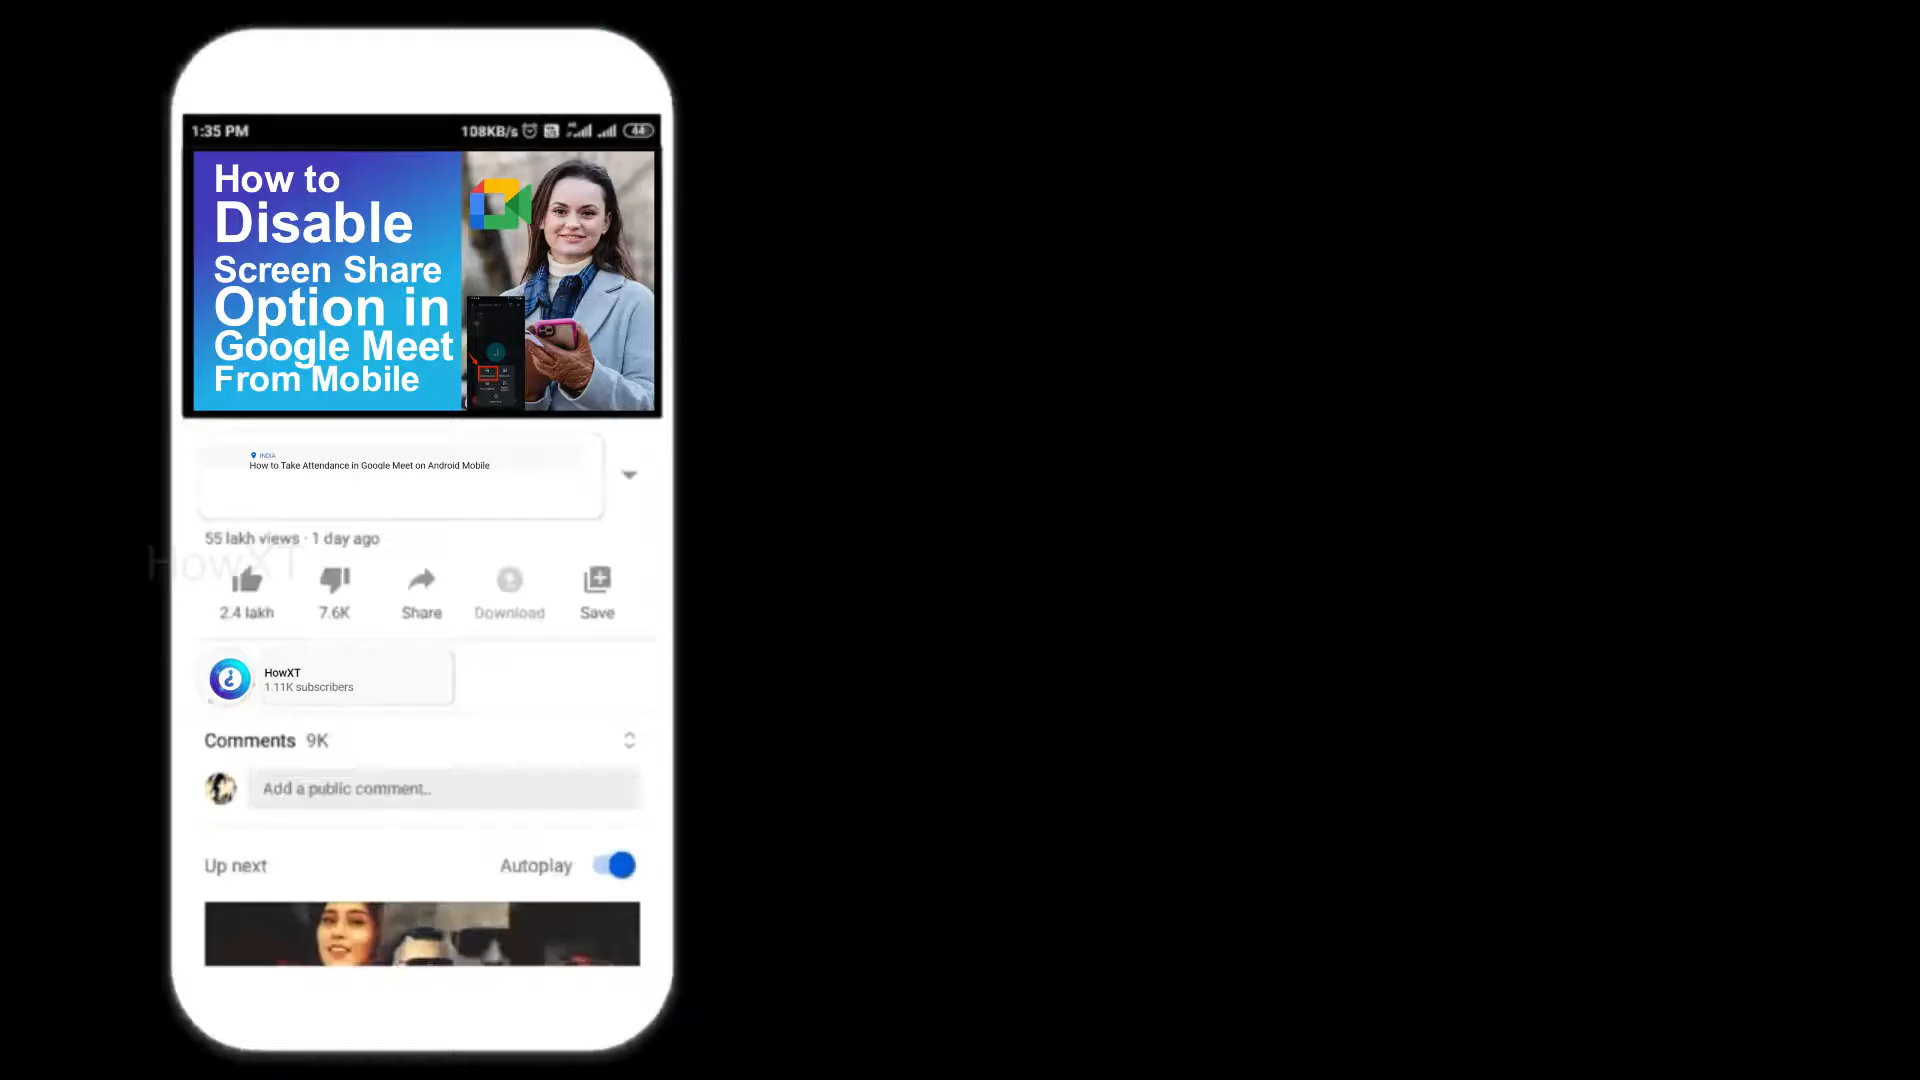 1:35 PM
108KB/s
44
How to
Disable
Screen Share
Option in
Google Meet
From Mobile
J
INDIA
How to Take Attendance in Google Meet on Android Mobile
55 lakh views · 1 day ago
HowXT
2.4 lakh
7.6K
Share
Download
Save
HowXT
1.11K subscribers
Comments 9K
Add a public comment..
Up next
Autoplay